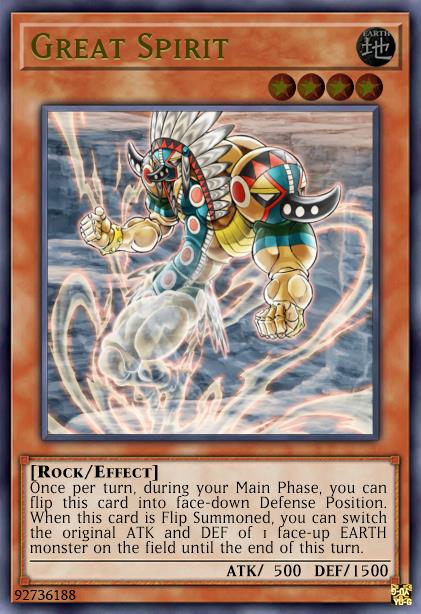 GREAT SPIRIT
EARTH
地
[ROCK/EFFECT]
Once per turn, during your Main Phase, you can
flip this card into face-down Defense Position.
When this card is Flip Summoned, you can switch
the original ATK and DEF of 1 face-up EARTH
monster on the field until the end of this turn.
ATK/ 500 DEF/1500
92736188